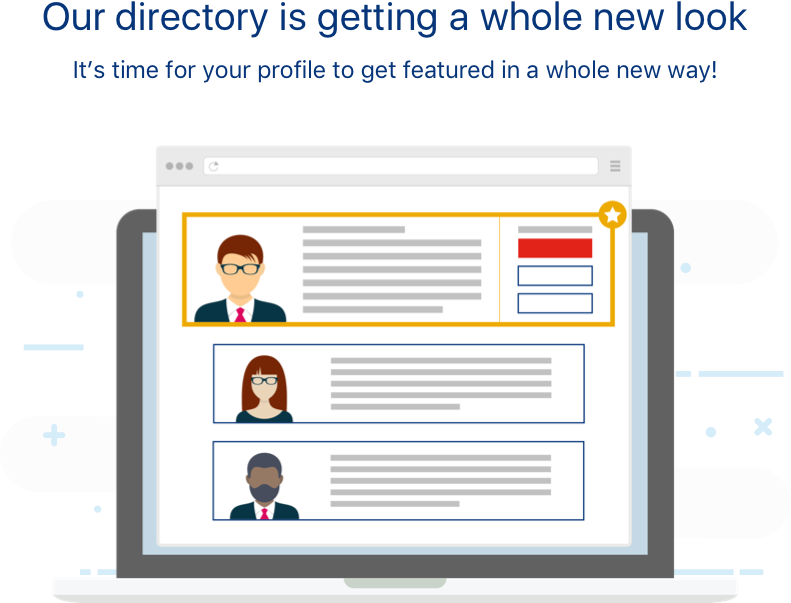 Our directory is getting a whole new look
It’s time for your profile to get featured in a whole new way!